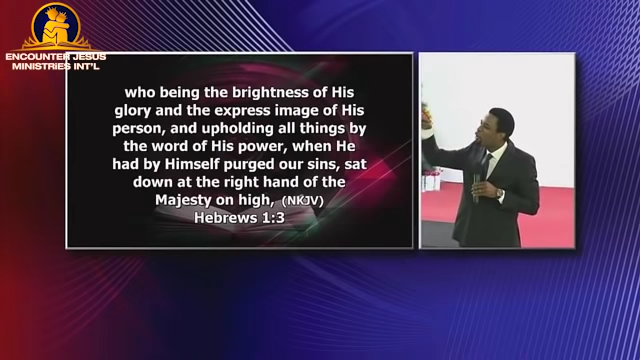 ENCOUNTER JESUS
MINISTRIES INT'L
who being the brightness of His
glory and the express image of His
person, and upholding all things by
the word of His power, when He
had by Himself purged our sins, sat
down at the right hand of the
Majesty on high, (NKJV)
Hebrews 1:3